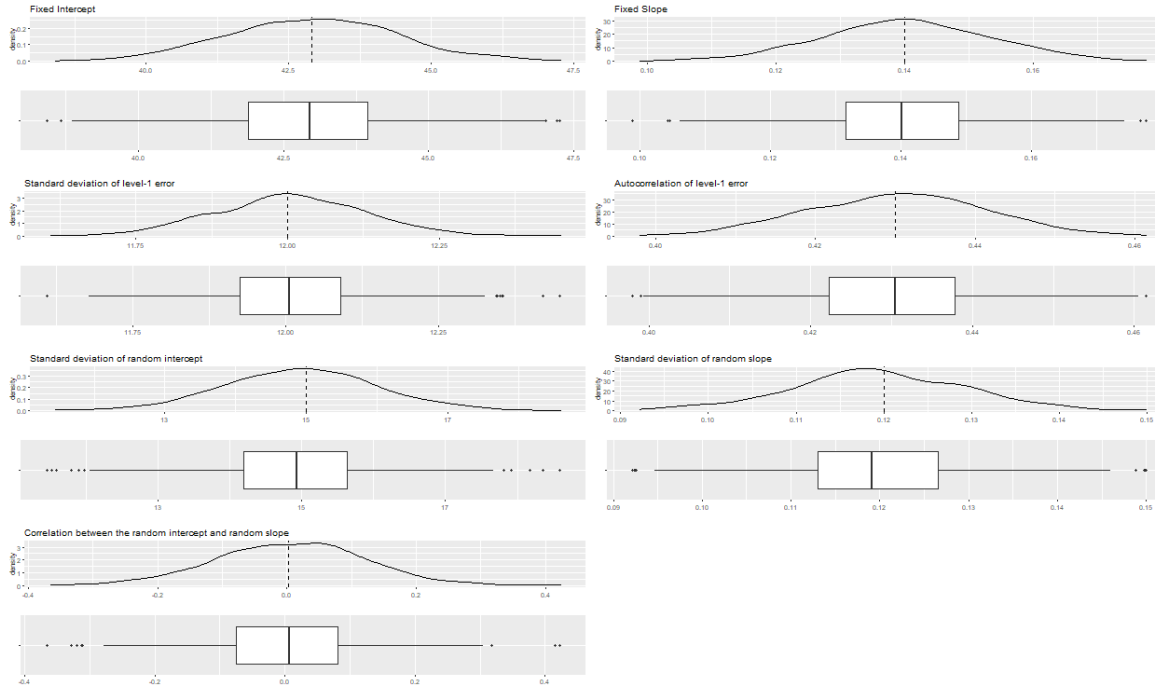 Fixed Intercept
density
0.2
0.1
0.0
40.0 42.5 45.0 47.5
40.0 42.5 45.0 47.5
Fixed Slope
density
30
20
10
0
0.10 0.12 0.14 0.16
0.10 0.12 0.14 0.16
Standard deviation of level-1 error
density
3
2
1
0
11.75 12.00 12.25
11.75 12.00 12.25
Autocorrelation of level-1 error
density
30
20
10
0
0.40 0.42 0.44 0.46
0.40 0.42 0.44 0.46
Standard deviation of random intercept
density
0.3
0.2
0.1
0.0
13 15 17
13 15 17
Standard deviation of random slope
density
40
30
20
10
0
0.09 0.10 0.11 0.12 0.13 0.14 0.15
0.09 0.10 0.11 0.12 0.13 0.14 0.15
Correlation between the random intercept and random slope
density
3
2
1
0
-0.4 -0.2 0.0 0.2 0.4
-0.4 -0.2 0.0 0.2 0.4